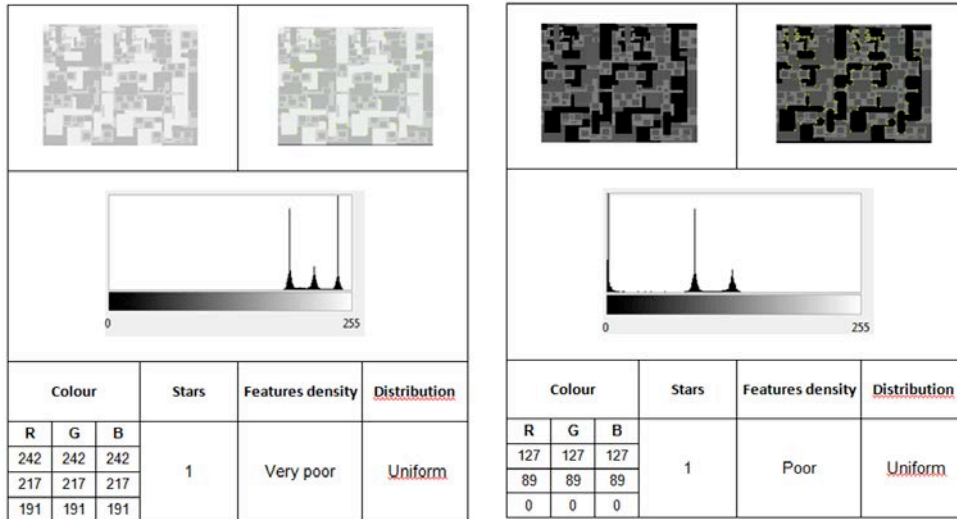 0 255
Colour Stars Features density Distribution
R G B
242 242 242
217 217 217
191 191 191
1 Very poor Uniform
0 255
Colour Stars Features density Distribution
R G B
127 127 127
89 89 89
0 0 0
1 Poor Uniform